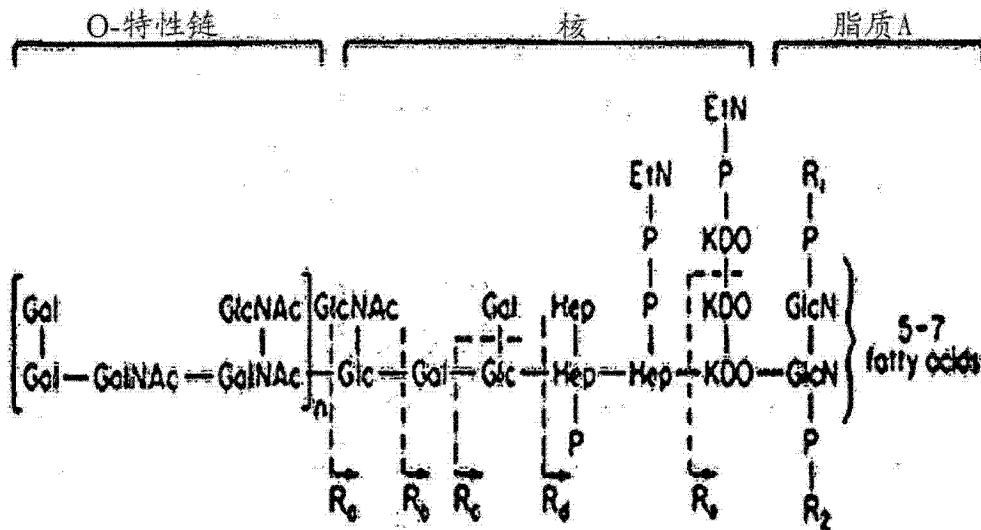 O-特性链 核 脂质A
EtN
EtN P R₁
P KDO P
Gal GlcNAc GlcNAc Gal Hep P KDO GlcN 5-7
Gal GalNAc GalNAc n Glc Gal Glc Hep Hep KDO GlcN fatty acids
P P
Ra Rb Rc Rd Re R₂